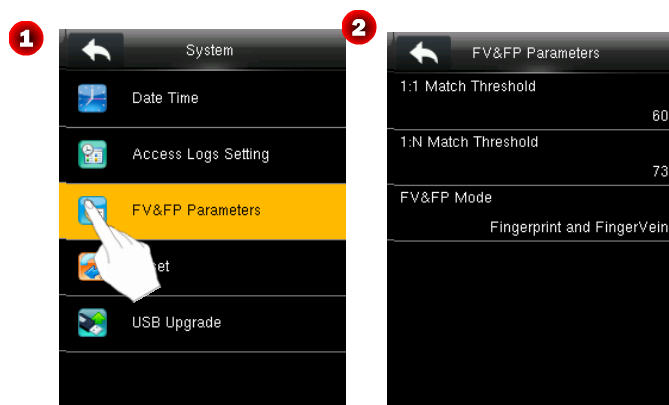 1
System
Date Time
Access Logs Setting
FV&FP Parameters
set
USB Upgrade
2
FV&FP Parameters
1:1 Match Threshold
60
1:N Match Threshold
73
FV&FP Mode
Fingerprint and FingerVein